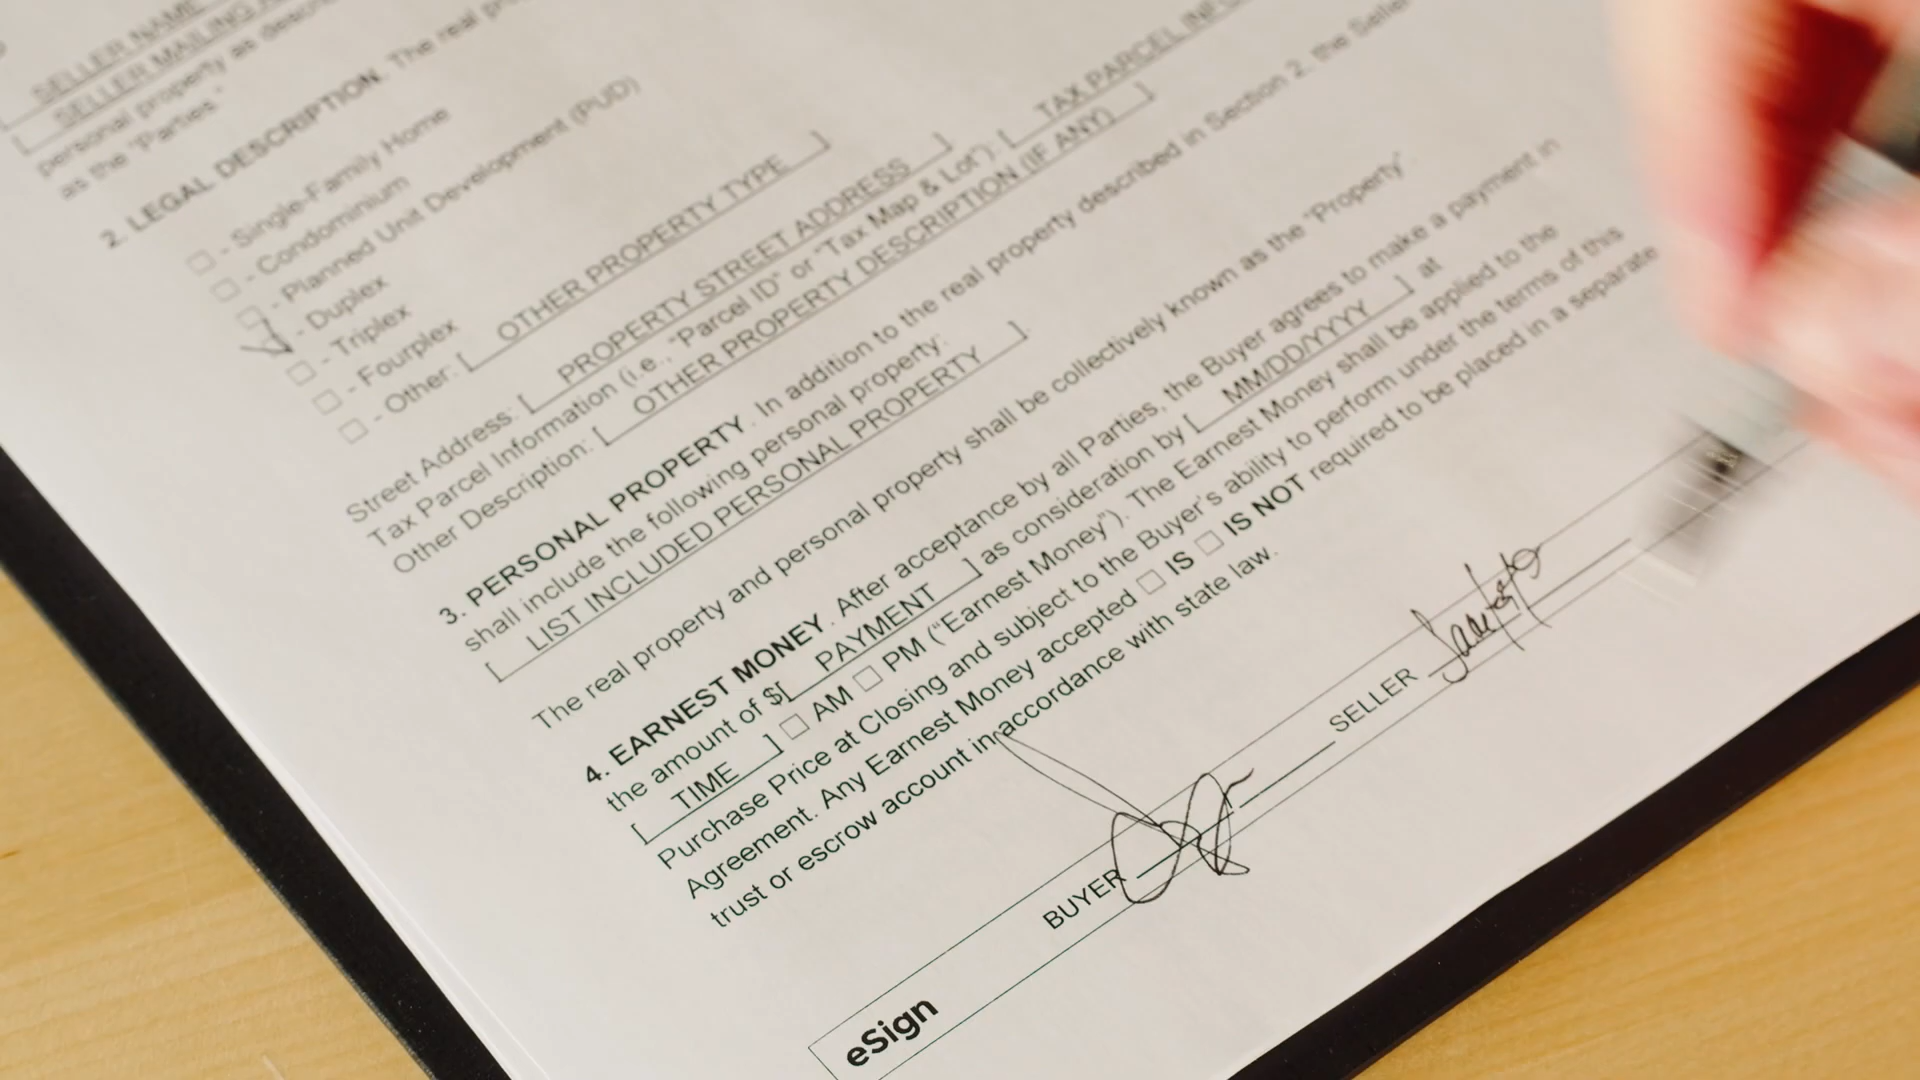 SELLER NAME
[ SELLER MAILING
personal property as
as the "Parties."
2. LEGAL DESCRIPTION. The real
☐ - Single-Family Home
☐ - Condominium
☐ - Planned Unit Development (PUD)
- Duplex
☐ - Triplex
☐ - Fourplex
☐ - Other: [ OTHER PROPERTY TYPE ]
Street Address: [ PROPERTY STREET ADDRESS ]
Tax Parcel Information (i.e., "Parcel ID" or "Tax Map & Lot"): [ TAX PARCEL
Other Description: [ OTHER PROPERTY DESCRIPTION (IF ANY) ]
3. PERSONAL PROPERTY. In addition to the real property described in Section 2, the Seller
shall include the following personal property:
[ LIST INCLUDED PERSONAL PROPERTY ].
The real property and personal property shall be collectively known as the "Property".
4. EARNEST MONEY. After acceptance by all Parties, the Buyer agrees to make a payment in
the amount of $[ PAYMENT ] as consideration by [ MM/DD/YYYY ] at
[ TIME ] ☐ AM ☐ PM ("Earnest Money"). The Earnest Money shall be applied to the
Purchase Price at Closing and subject to the Buyer's ability to perform under the terms of this
Agreement. Any Earnest Money accepted ☐ IS ☐ IS NOT required to be placed in a separate
trust or escrow account in accordance with state law.
eSign BUYER SELLER